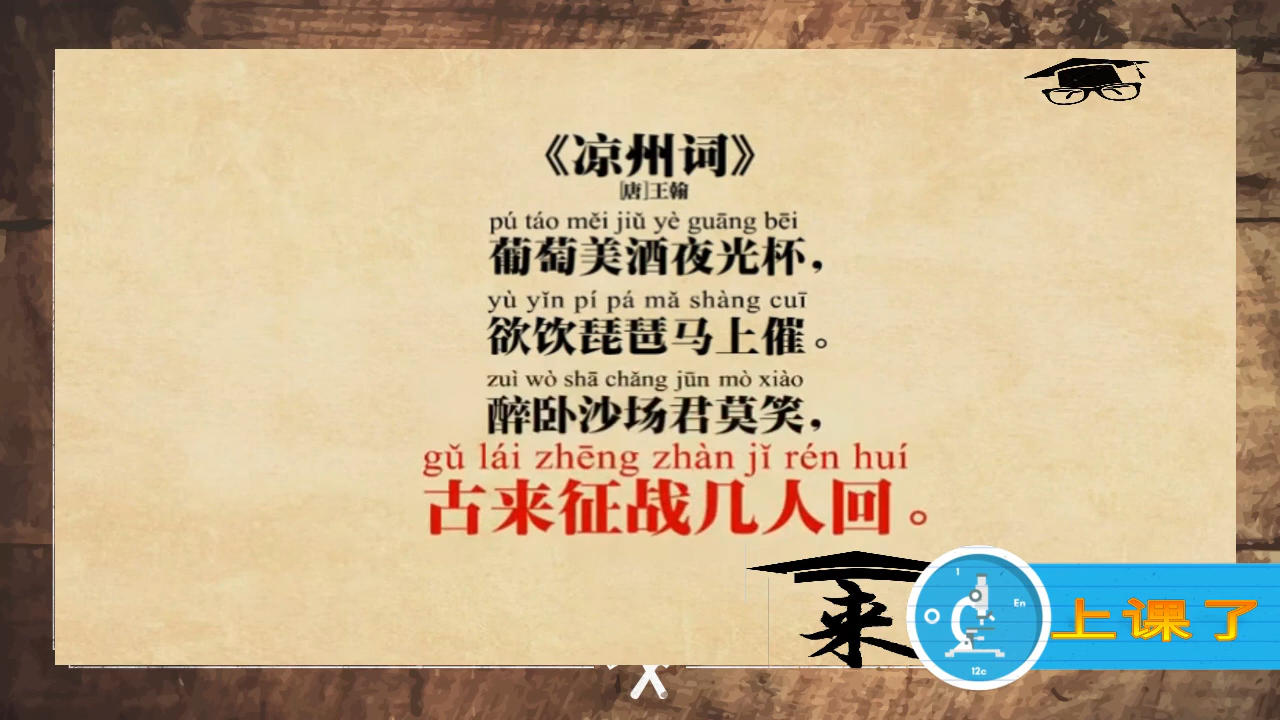 《凉州词》
[唐]王翰
pú táo měi jiǔ yè guāng bēi
葡萄美酒夜光杯，
yù yǐn pí pá mǎ shàng cuī
欲饮琵琶马上催。
zuì wò shā chǎng jūn mò xiào
醉卧沙场君莫笑，
gǔ lái zhēng zhàn jǐ rén huí
古来征战几人回。
来
1
En
12c
上课了